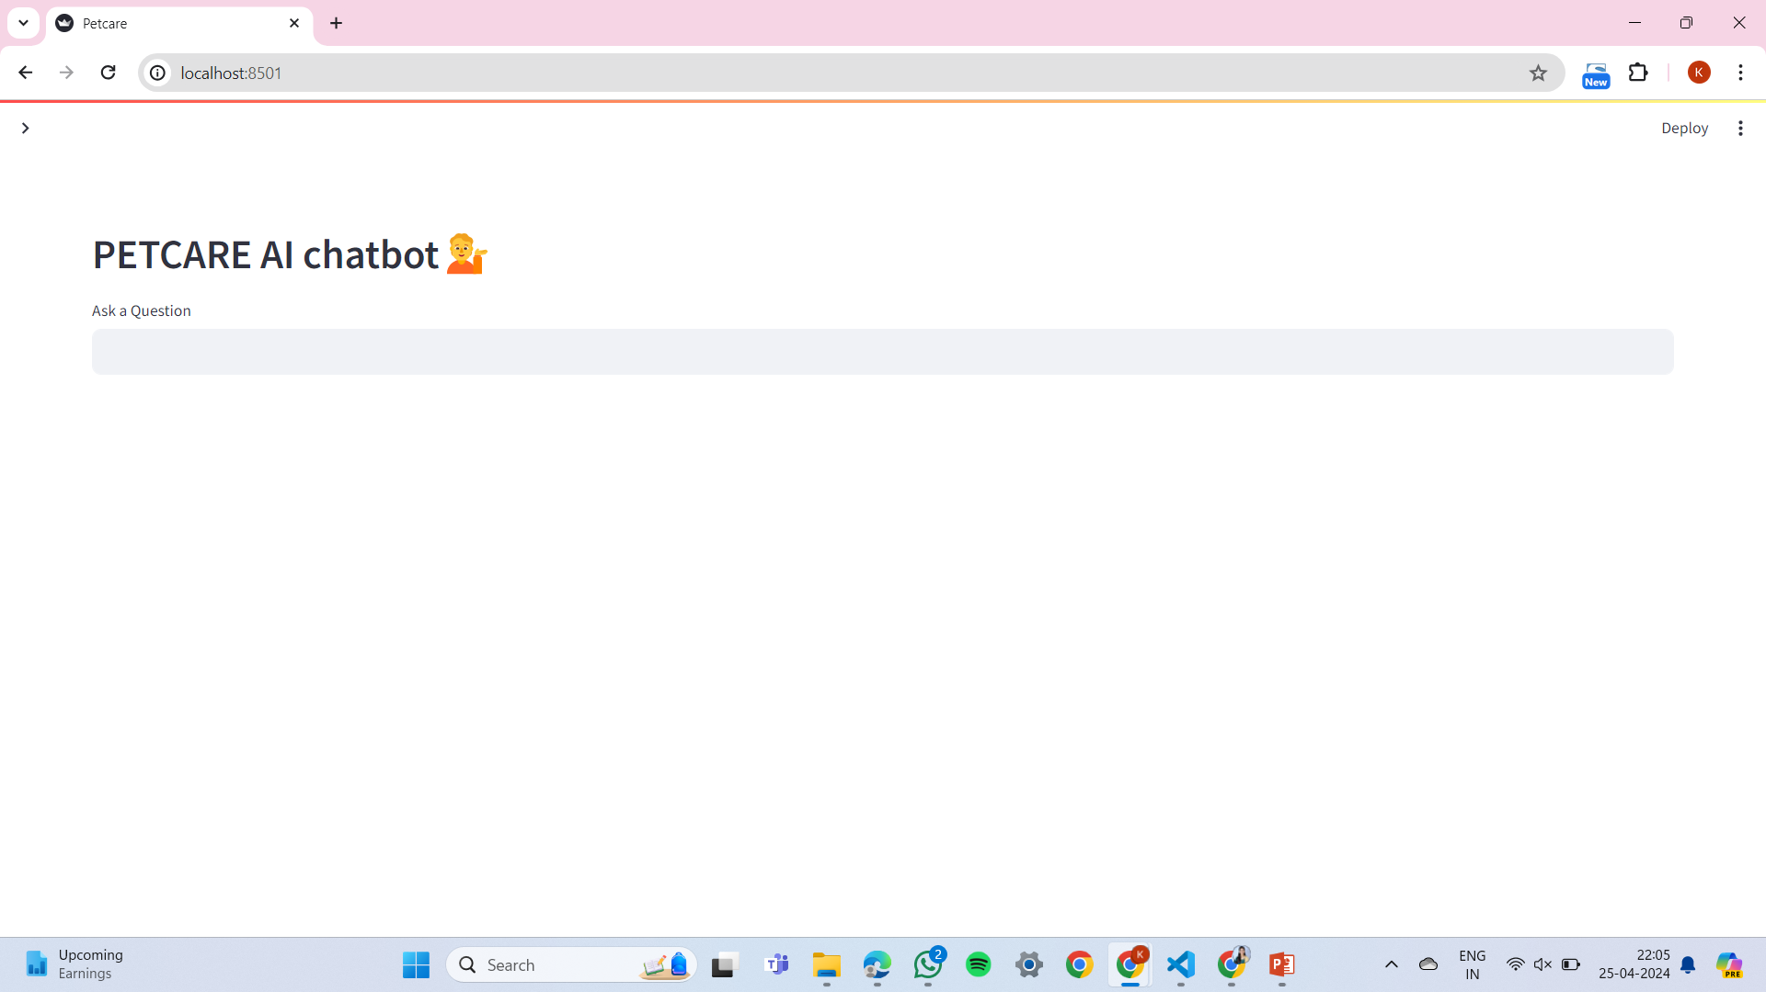 Petcare
localhost:8501
New
K
Deploy
PETCARE AI chatbot 💁
Ask a Question
Upcoming
Earnings
Search
2
K
ENG
IN
22:05
25-04-2024
PRE